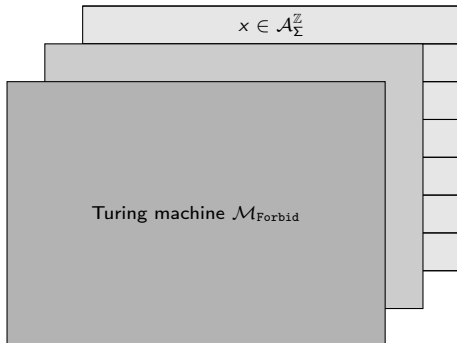 x ∈ 𝒜_Σ^ℤ
Turing machine ℳ_Forbid